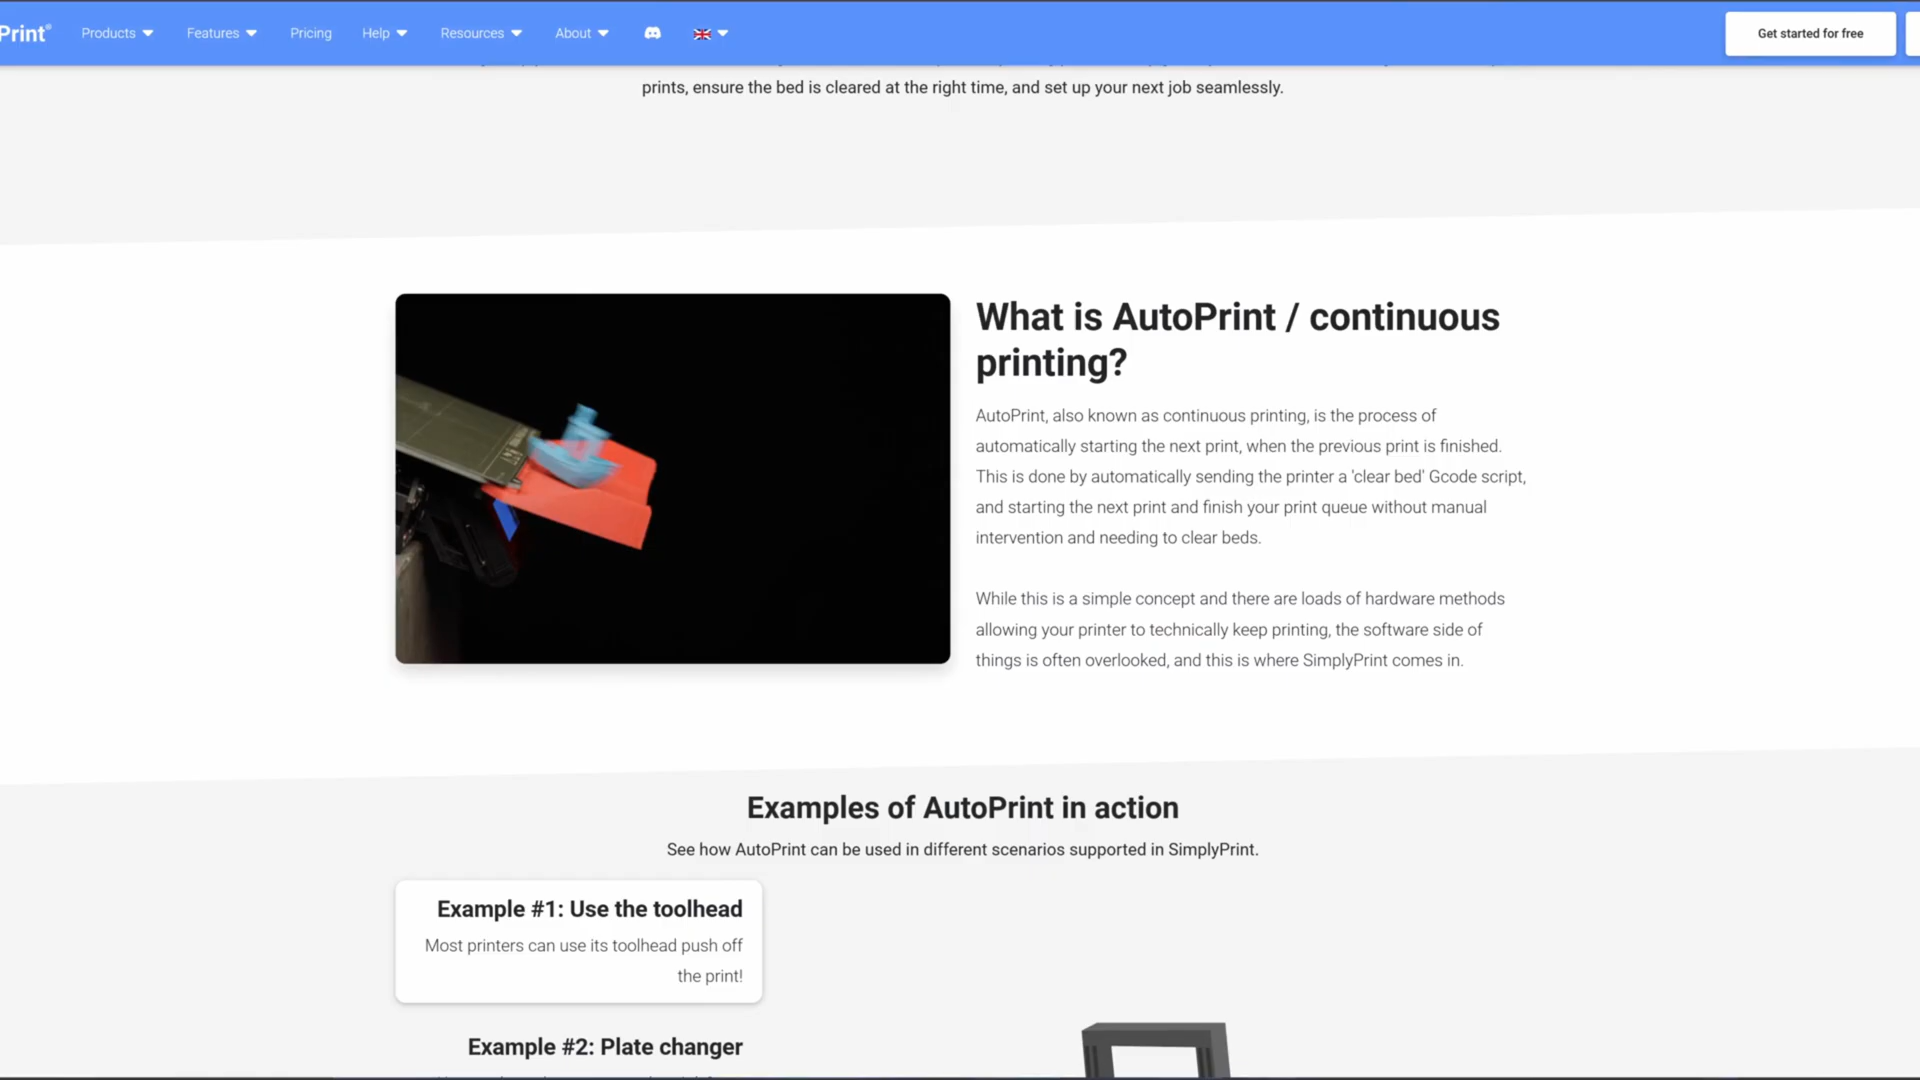 Print®
Products
Features
Pricing
Help
Resources
About
Get started for free
prints, ensure the bed is cleared at the right time, and set up your next job seamlessly.
What is AutoPrint / continuous
printing?
AutoPrint, also known as continuous printing, is the process of
automatically starting the next print, when the previous print is finished.
This is done by automatically sending the printer a 'clear bed' Gcode script,
and starting the next print and finish your print queue without manual
intervention and needing to clear beds.
While this is a simple concept and there are loads of hardware methods
allowing your printer to technically keep printing, the software side of
things is often overlooked, and this is where SimplyPrint comes in.
Examples of AutoPrint in action
See how AutoPrint can be used in different scenarios supported in SimplyPrint.
Example #1: Use the toolhead
Most printers can use its toolhead push off
the print!
Example #2: Plate changer